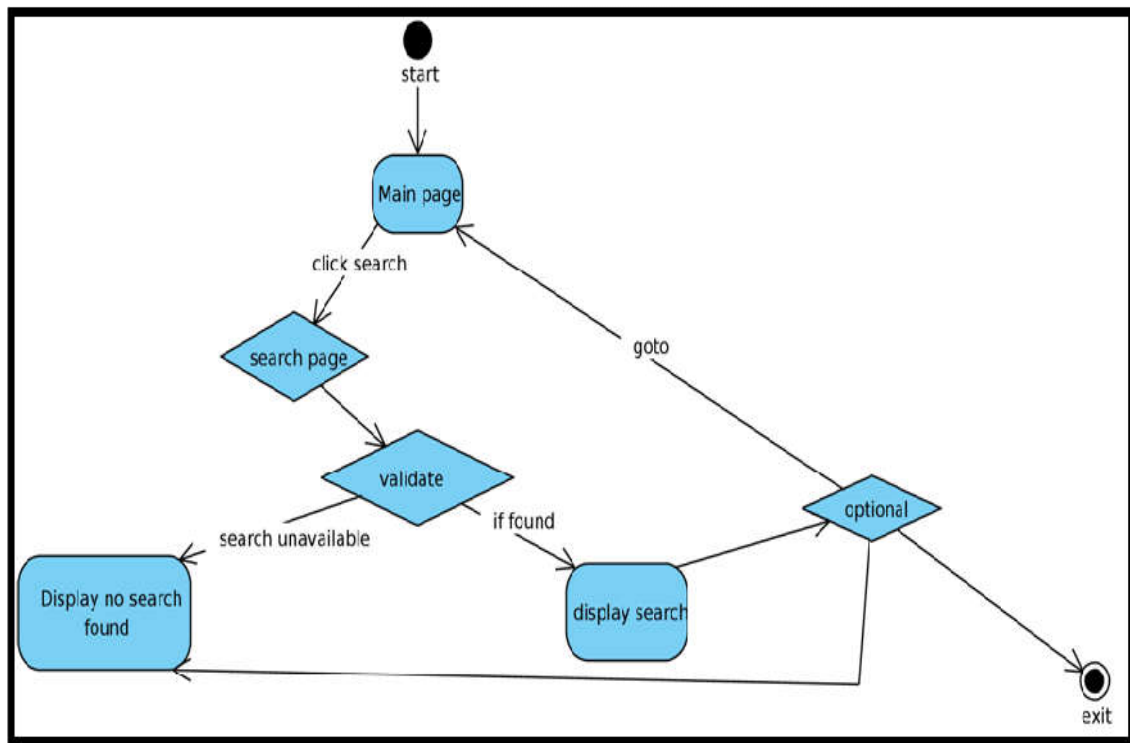 start
Main page
click search
search page
goto
validate
optional
search unavailable
if found
Display no search
found
display search
exit